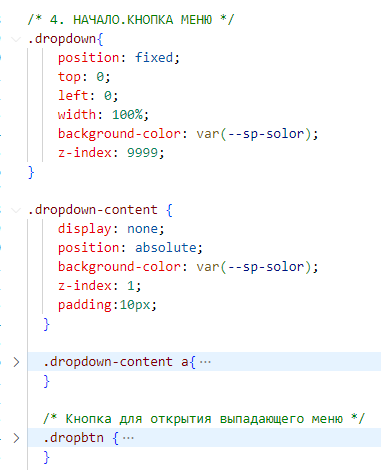 /* 4. НАЧАЛО.КНОПКА МЕНЮ */
.dropdown{
position: fixed;
top: 0;
left: 0;
width: 100%;
background-color: var(--sp-solor);
z-index: 9999;
}
.dropdown-content {
display: none;
position: absolute;
background-color: var(--sp-solor);
z-index: 1;
padding:10px;
}
.dropdown-content a{ ···
}
/* Кнопка для открытия выпадающего меню */
.dropbtn { ···
}